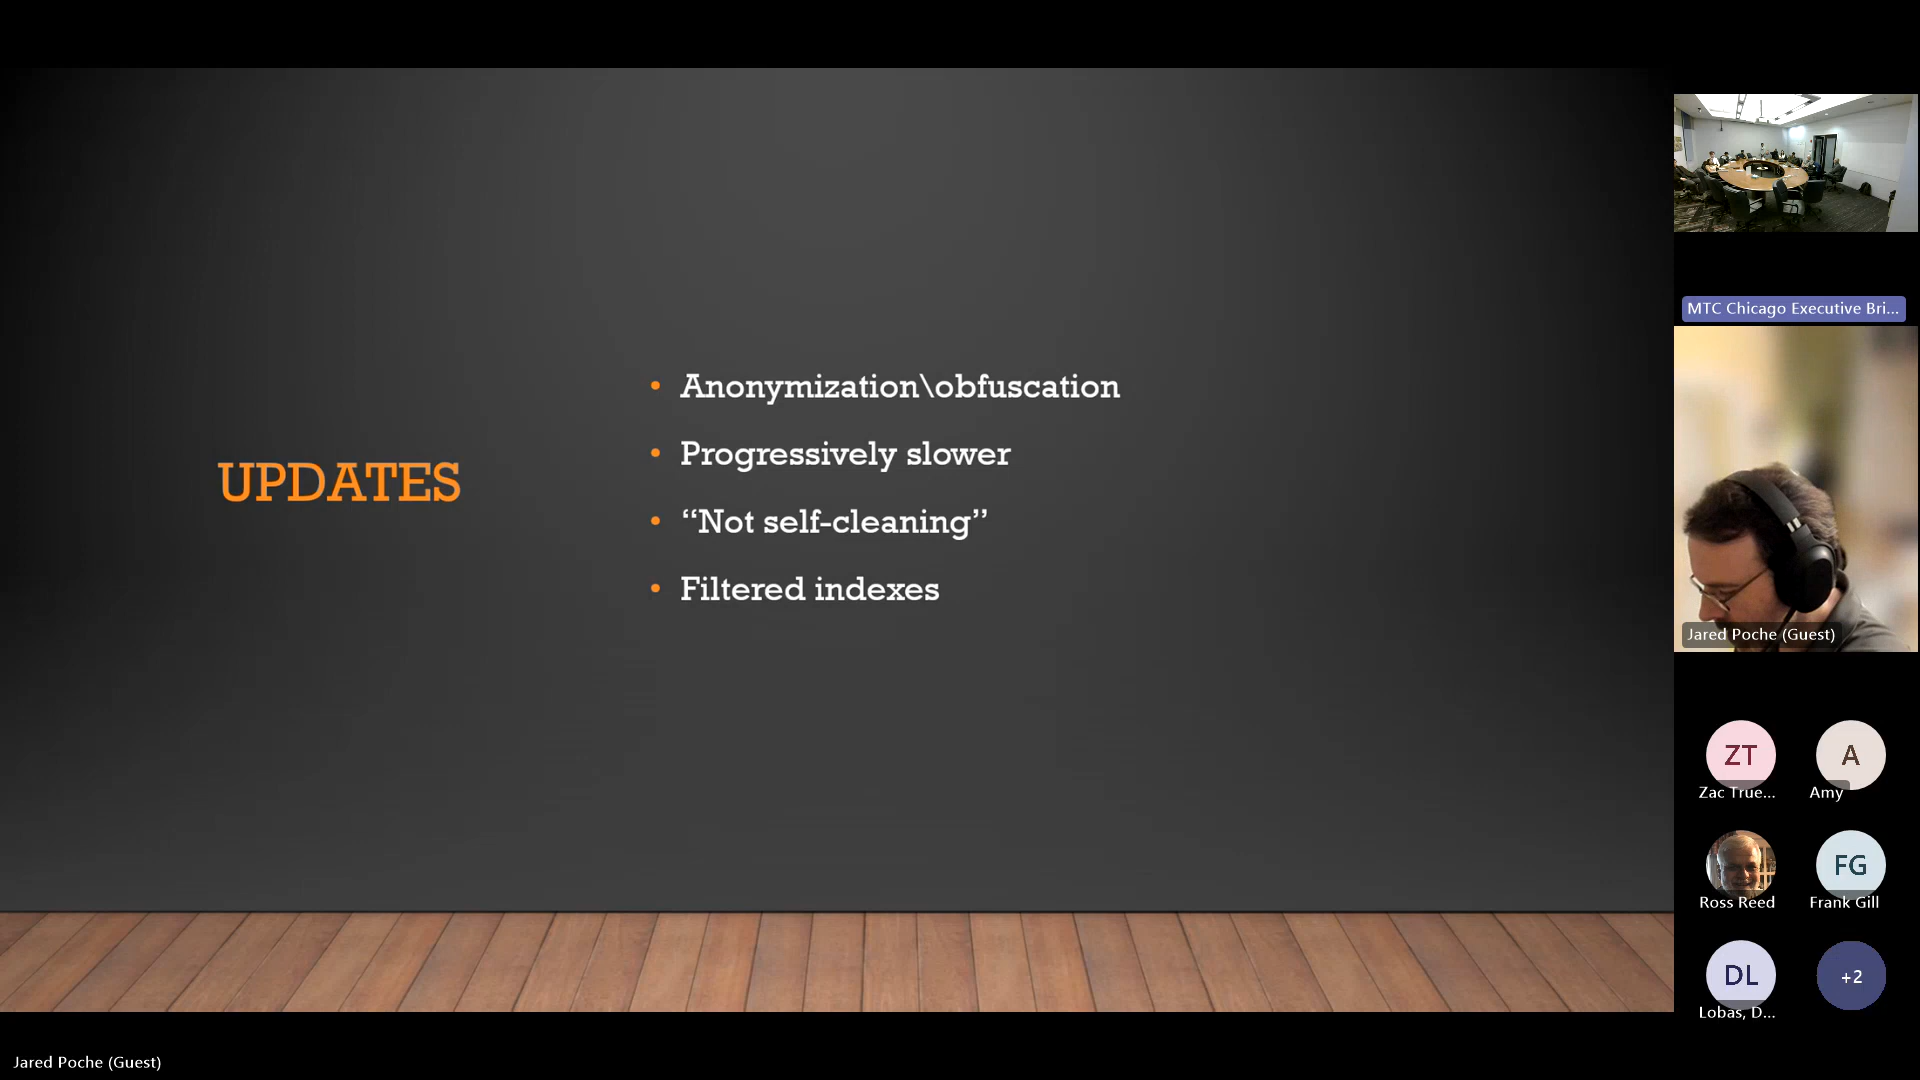 UPDATES
• Anonymization\obfuscation
• Progressively slower
• “Not self-cleaning”
• Filtered indexes
MTC Chicago Executive Bri...
Jared Poche (Guest)
ZT
Zac True...
A
Amy
Ross Reed
FG
Frank Gill
DL
Lobas, D...
+2
Jared Poche (Guest)